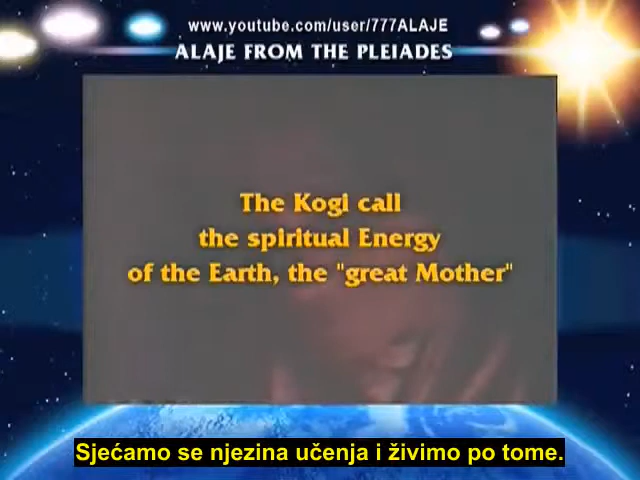 www.youtube.com/user/777ALAJE
ALAJE FROM THE PLEIADES
The Kogi call
the spiritual Energy
of the Earth, the "great Mother"
Sjećamo se njezina učenja i živimo po tome.